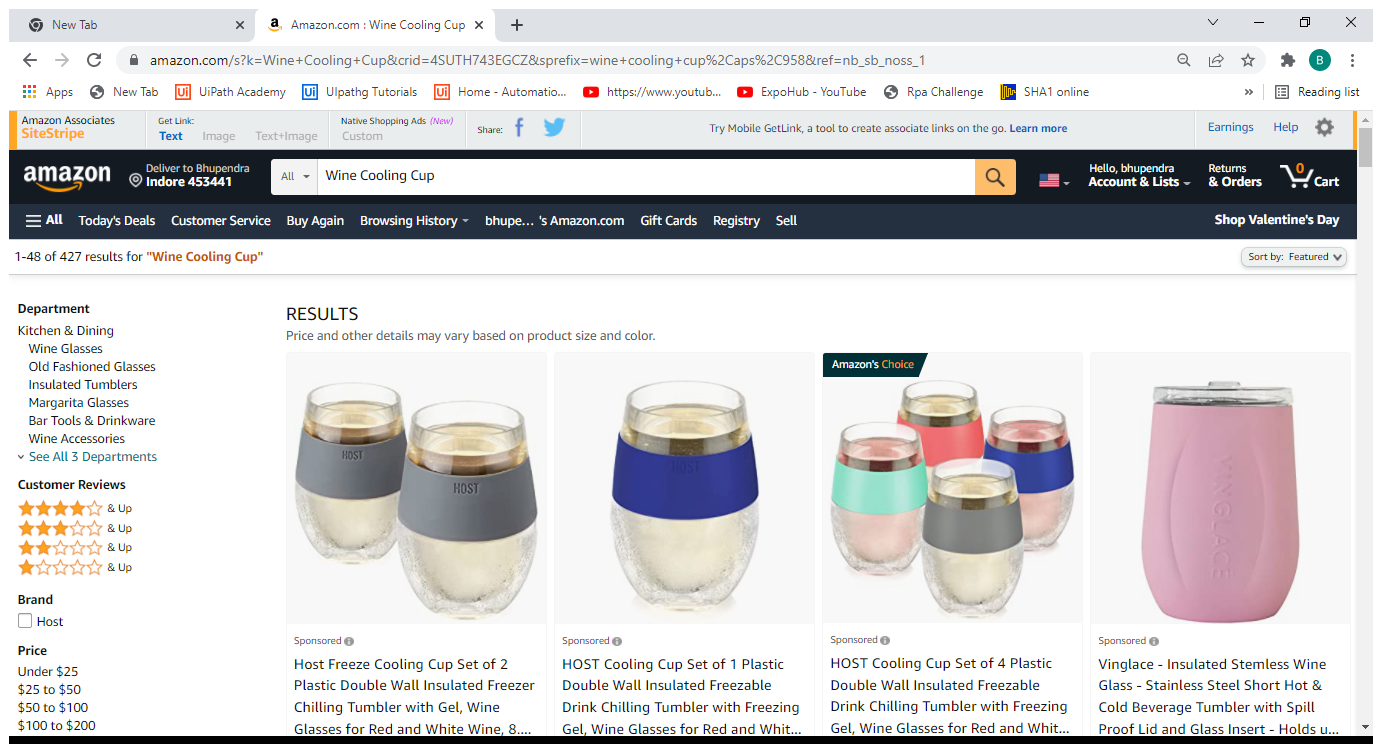 New Tab
Amazon.com : Wine Cooling Cup
amazon.com/s?k=Wine+Cooling+Cup&crid=4SUTH743EGCZ&sprefix=wine+cooling+cup%2Caps%2C958&ref=nb_sb_noss_1
B
Apps New Tab UiPath Academy UIpathg Tutorials Home - Automatio... https://www.youtub... ExpoHub - YouTube Rpa Challenge SHA1 online » Reading list
Amazon Associates
SiteStripe
Get Link:
Text Image Text+Image
Native Shopping Ads (New)
Custom
Share:
Try Mobile GetLink, a tool to create associate links on the go. Learn more
Earnings Help
amazon
Deliver to Bhupendra
Indore 453441
All
Wine Cooling Cup
Hello, bhupendra
Account & Lists
Returns
& Orders
0
Cart
All Today's Deals Customer Service Buy Again Browsing History bhupe... 's Amazon.com Gift Cards Registry Sell
Shop Valentine's Day
1-48 of 427 results for "Wine Cooling Cup"
Sort by: Featured
Department
Kitchen & Dining
Wine Glasses
Old Fashioned Glasses
Insulated Tumblers
Margarita Glasses
Bar Tools & Drinkware
Wine Accessories
See All 3 Departments
Customer Reviews
& Up
& Up
& Up
& Up
Brand
Host
Price
Under $25
$25 to $50
$50 to $100
$100 to $200
RESULTS
Price and other details may vary based on product size and color.
HOST
HOST
Sponsored
Host Freeze Cooling Cup Set of 2
Plastic Double Wall Insulated Freezer
Chilling Tumbler with Gel, Wine
Glasses for Red and White Wine, 8....
HOST
Sponsored
HOST Cooling Cup Set of 1 Plastic
Double Wall Insulated Freezable
Drink Chilling Tumbler with Freezing
Gel, Wine Glasses for Red and Whit...
Amazon's Choice
Sponsored
HOST Cooling Cup Set of 4 Plastic
Double Wall Insulated Freezable
Drink Chilling Tumbler with Freezing
Gel, Wine Glasses for Red and Whit...
VINGLACE
Sponsored
Vinglace - Insulated Stemless Wine
Glass - Stainless Steel Short Hot &
Cold Beverage Tumbler with Spill
Proof Lid and Glass Insert - Holds u...